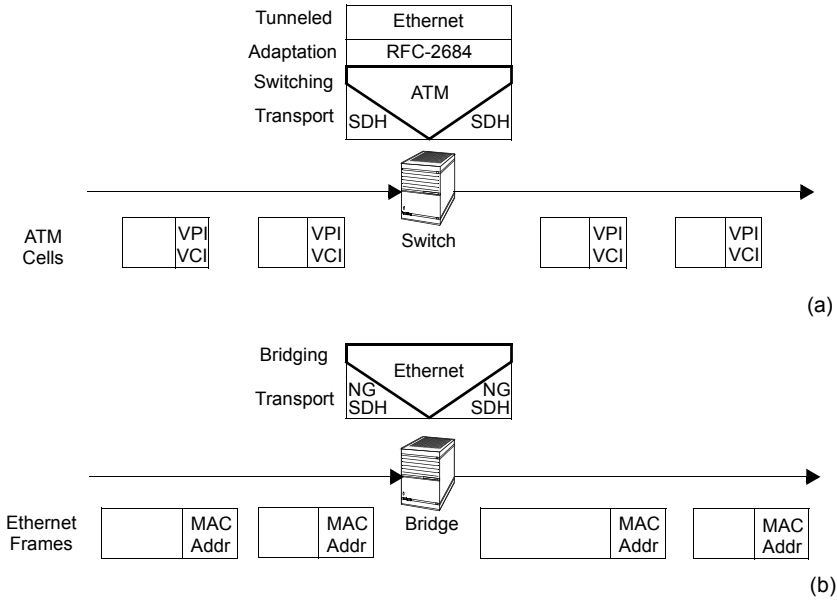 Tunneled
Ethernet
Adaptation
RFC-2684
Switching
ATM
Transport
SDH
SDH
Switch
ATM
Cells
VPI
VCI
VPI
VCI
VPI
VCI
VPI
VCI
(a)
Bridging
Ethernet
Transport
NG
SDH
NG
SDH
Bridge
Ethernet
Frames
MAC
Addr
MAC
Addr
MAC
Addr
MAC
Addr
(b)